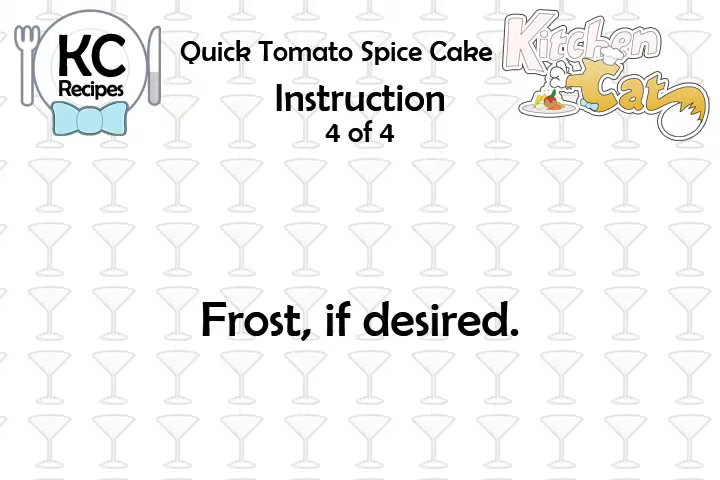 KC
Recipes
Quick Tomato Spice Cake
Instruction
4 of 4
Kitchen
Cat
Frost, if desired.